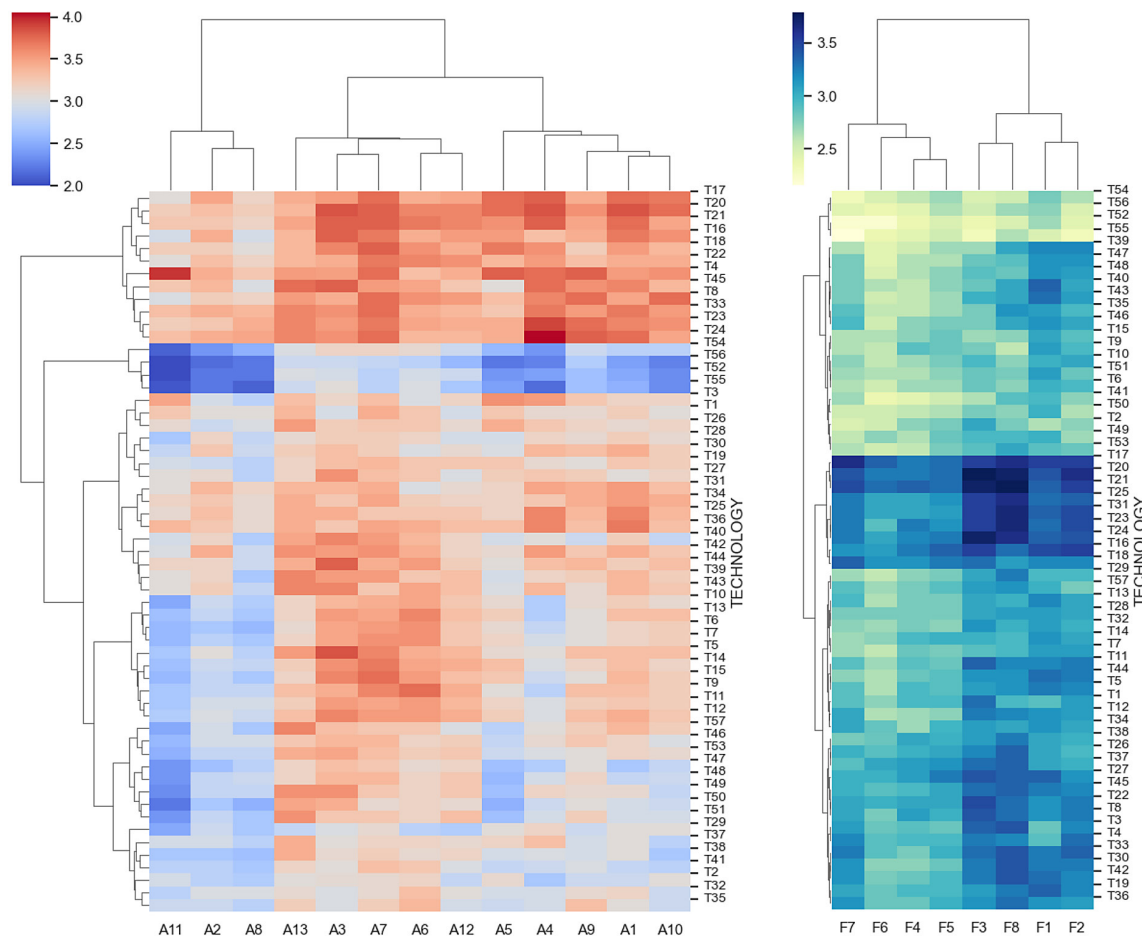 4.0
3.5
3.0
2.5
2.0
T17
T20
T21
T16
T18
T22
T4
T45
T8
T33
T23
T24
T54
T56
T52
T55
T3
T1
T26
T28
T30
T19
T27
T31
T34
T25
T36
T40
T42
T44
T39
T43
T10
T13
T6
T7
T5
T14
T15
T9
T11
T12
T57
T46
T53
T47
T48
T49
T50
T51
T29
T37
T38
T41
T2
T32
T35
TECHNOLOGY
A11 A2 A8 A13 A3 A7 A6 A12 A5 A4 A9 A1 A10
3.5
3.0
2.5
T54
T56
T52
T55
T39
T47
T48
T40
T43
T35
T46
T15
T9
T10
T51
T6
T41
T50
T2
T49
T53
T17
T20
T21
T25
T31
T23
T24
T16
T18
T29
T57
T13
T28
T32
T14
T7
T11
T44
T5
T1
T12
T34
T38
T26
T37
T27
T45
T22
T8
T3
T4
T33
T30
T42
T19
T36
TECHNOLOGY
F7 F6 F4 F5 F3 F8 F1 F2